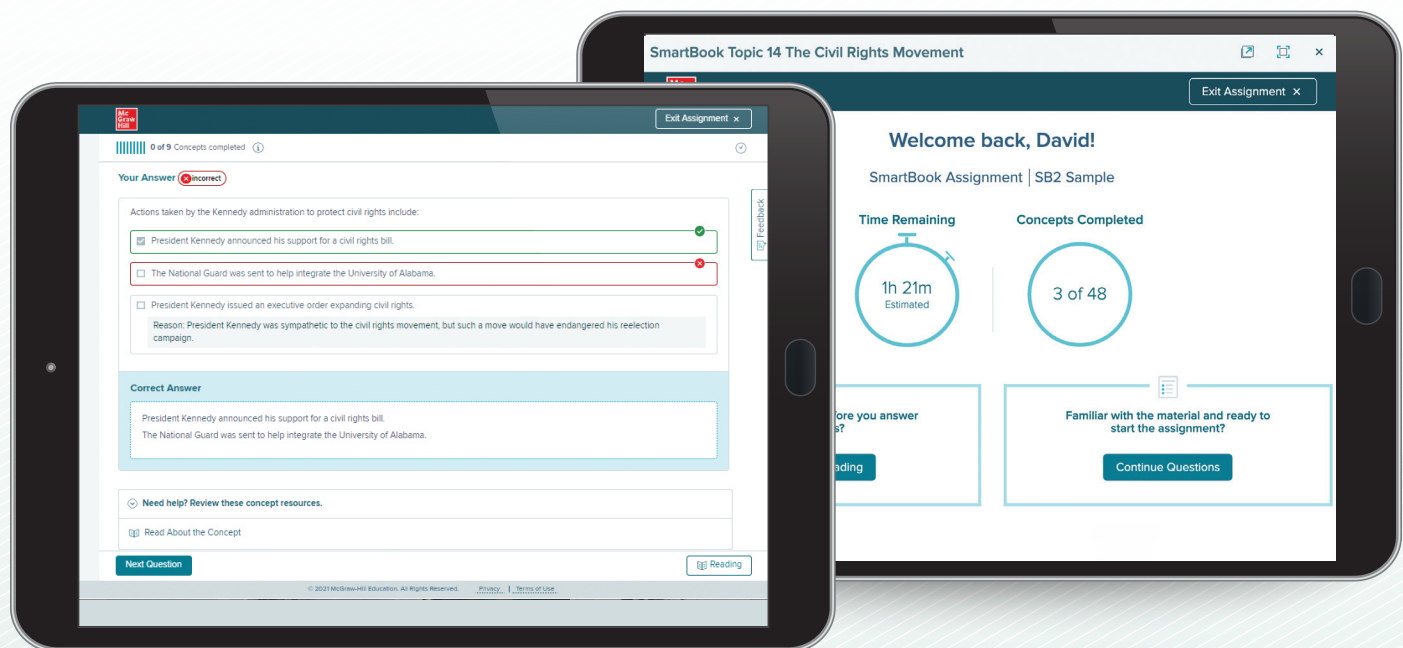 Mc
Graw
Hill
Exit Assignment ×
0 of 9 Concepts completed
Your Answer incorrect
Feedback
Actions taken by the Kennedy administration to protect civil rights include:
President Kennedy announced his support for a civil rights bill.
The National Guard was sent to help integrate the University of Alabama.
President Kennedy issued an executive order expanding civil rights.
Reason: President Kennedy was sympathetic to the civil rights movement, but such a move would have endangered his reelection
campaign.
Correct Answer
President Kennedy announced his support for a civil rights bill.
The National Guard was sent to help integrate the University of Alabama.
Need help? Review these concept resources.
Read About the Concept
Next Question
Reading
© 2021 McGraw-Hill Education. All Rights Reserved. Privacy | Terms of Use
SmartBook Topic 14 The Civil Rights Movement ×
Exit Assignment ×
Welcome back, David!
SmartBook Assignment | SB2 Sample
Time Remaining
1h 21m
Estimated
Concepts Completed
3 of 48
ore you answer
s?
ading
Familiar with the material and ready to
start the assignment?
Continue Questions